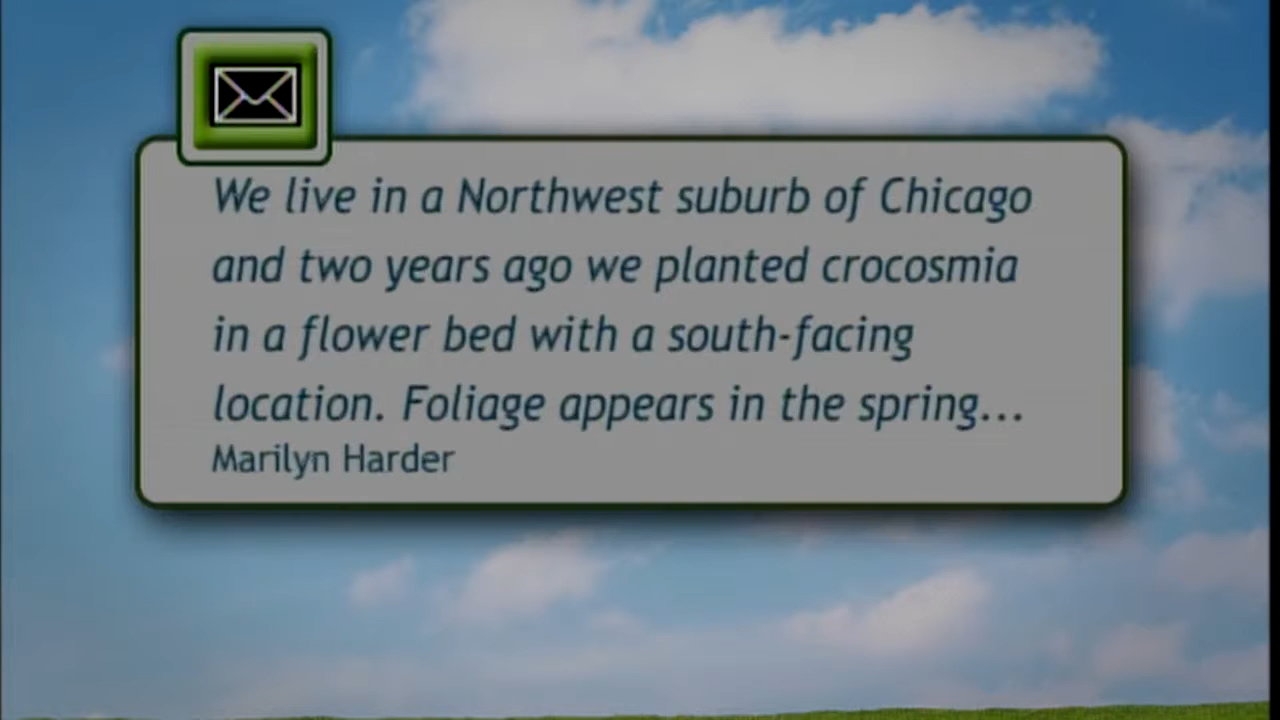 We live in a Northwest suburb of Chicago
and two years ago we planted crocosmia
in a flower bed with a south-facing
location. Foliage appears in the spring...
Marilyn Harder